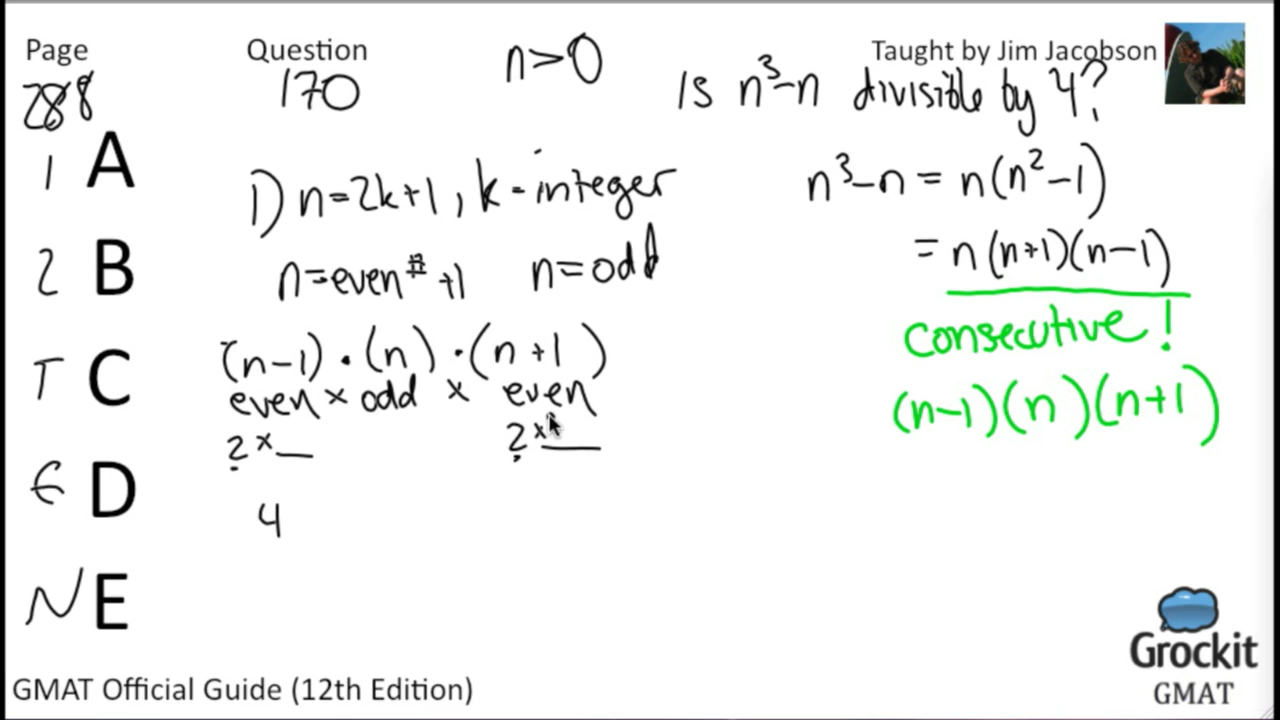 Page Question n>0 Taught by Jim Jacobson
288 170 Is n³-n divisible by 4?
1 A
1) n=2k+1, k-integer
n³-n = n(n²-1)
= n(n+1)(n-1)
2 B
n=even# +1 n=odd
consecutive!
(n-1)(n)(n+1)
T C
(n-1)·(n)·(n+1)
even × odd × even
2×__ 2×__
E D
4
N E
Grockit
GMAT
GMAT Official Guide (12th Edition)